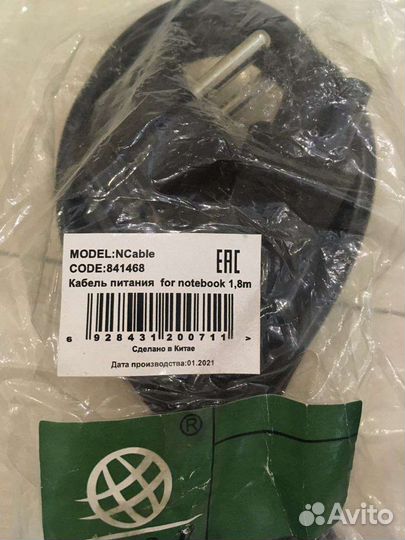 MODEL:NCable
CODE:841468
EAC
Кабель питания for notebook 1,8m
6 928431 200711 >
Сделано в Китае
Дата производства:01.2021
®
Avito